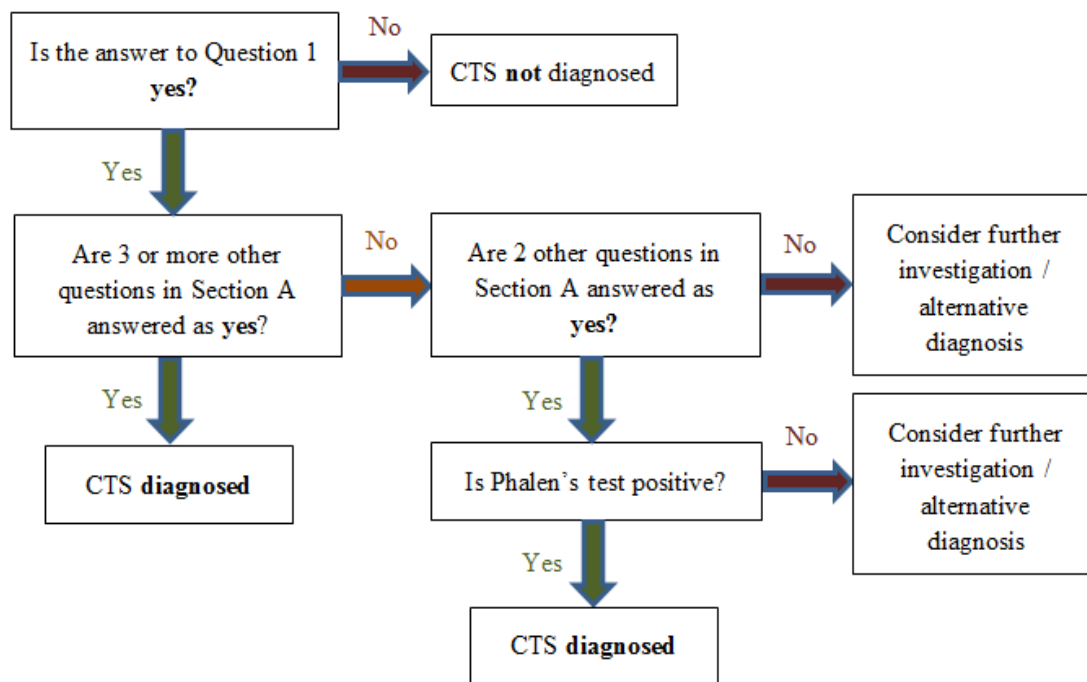 Is the answer to Question 1
yes?
No
CTS not diagnosed
Yes
Are 3 or more other
questions in Section A
answered as yes?
No
Are 2 other questions in
Section A answered as
yes?
No
Consider further
investigation /
alternative
diagnosis
Yes
CTS diagnosed
Yes
Is Phalen's test positive?
No
Consider further
investigation /
alternative
diagnosis
Yes
CTS diagnosed